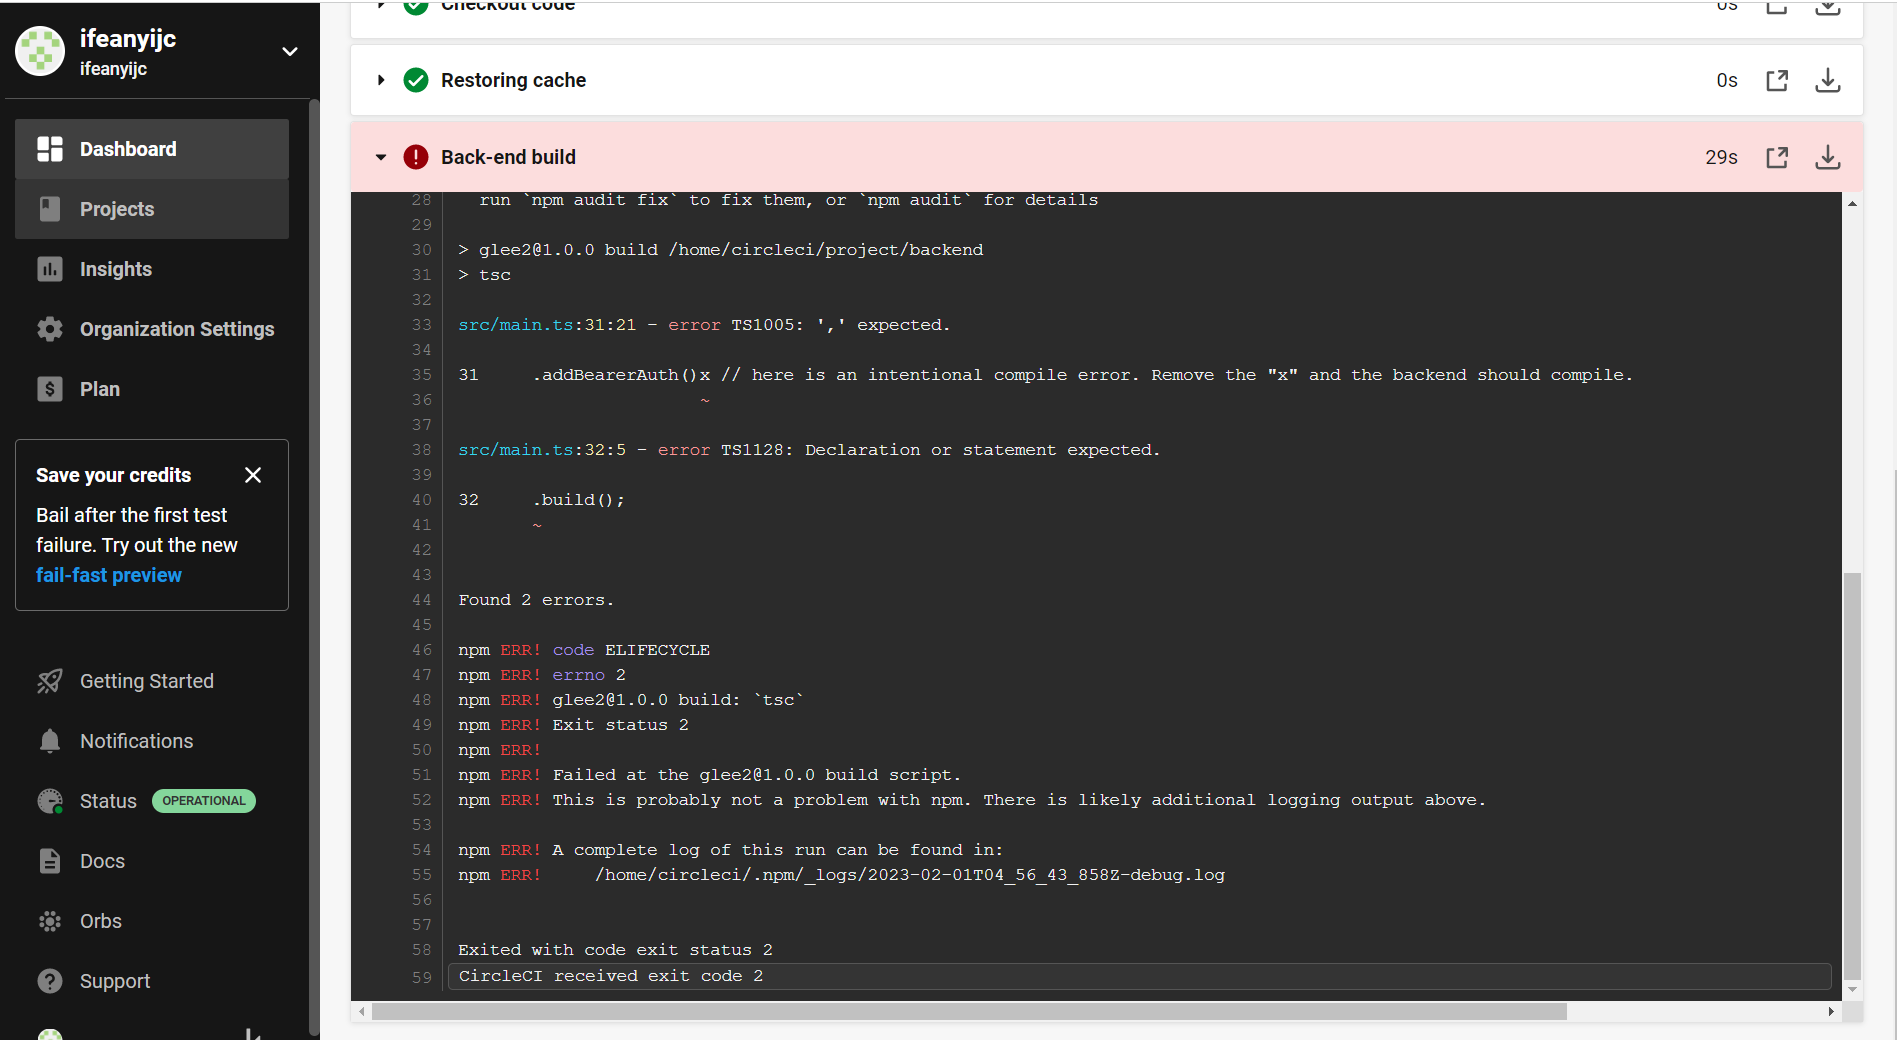 ifeanyijc
ifeanyijc
Dashboard
Projects
Insights
Organization Settings
Plan
Save your credits
Bail after the first test
failure. Try out the new
fail-fast preview
Getting Started
Notifications
Status OPERATIONAL
Docs
Orbs
Support
Checkout code 0s
Restoring cache 0s
Back-end build 29s
28 run `npm audit fix` to fix them, or `npm audit` for details
29
30 > glee2@1.0.0 build /home/circleci/project/backend
31 > tsc
32
33 src/main.ts:31:21 - error TS1005: ',' expected.
34
35 31 .addBearerAuth()x // here is an intentional compile error. Remove the "x" and the backend should compile.
36 ~
37
38 src/main.ts:32:5 - error TS1128: Declaration or statement expected.
39
40 32 .build();
41 ~
42
43
44 Found 2 errors.
45
46 npm ERR! code ELIFECYCLE
47 npm ERR! errno 2
48 npm ERR! glee2@1.0.0 build: `tsc`
49 npm ERR! Exit status 2
50 npm ERR!
51 npm ERR! Failed at the glee2@1.0.0 build script.
52 npm ERR! This is probably not a problem with npm. There is likely additional logging output above.
53
54 npm ERR! A complete log of this run can be found in:
55 npm ERR! /home/circleci/.npm/_logs/2023-02-01T04_56_43_858Z-debug.log
56
57
58 Exited with code exit status 2
59 CircleCI received exit code 2